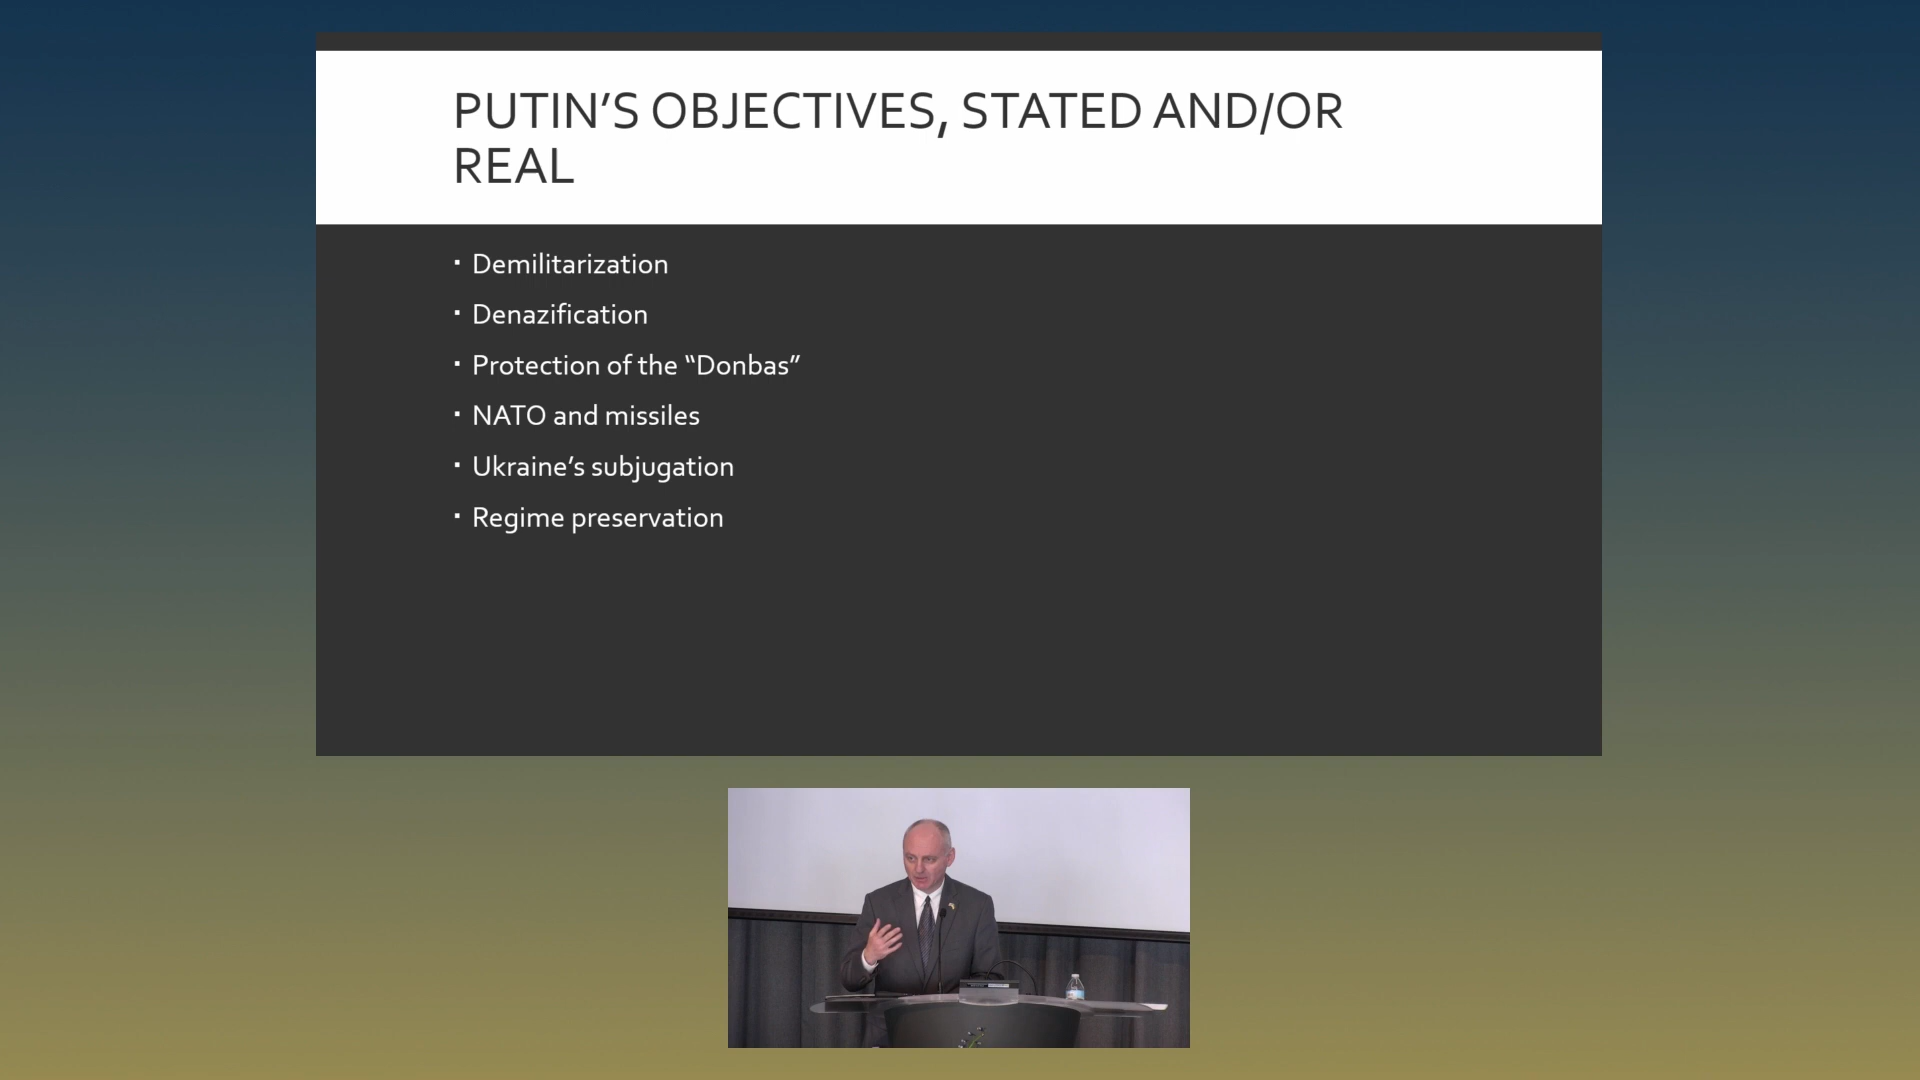 PUTIN’S OBJECTIVES, STATED AND/OR
REAL
▪ Demilitarization
▪ Denazification
▪ Protection of the “Donbas”
▪ NATO and missiles
▪ Ukraine’s subjugation
▪ Regime preservation